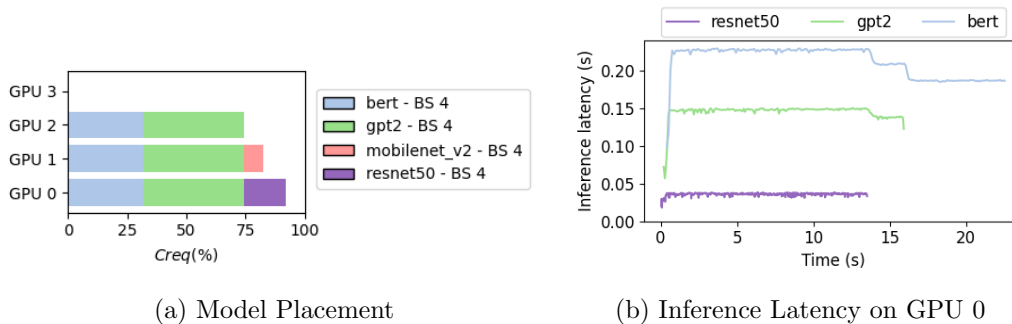 GPU 3
GPU 2
GPU 1
GPU 0
0 25 50 75 100
Creq(%)
bert - BS 4
gpt2 - BS 4
mobilenet_v2 - BS 4
resnet50 - BS 4
(a) Model Placement
resnet50 gpt2 bert
Inference latency (s)
0.20
0.15
0.10
0.05
0.00
0 5 10 15 20
Time (s)
(b) Inference Latency on GPU 0